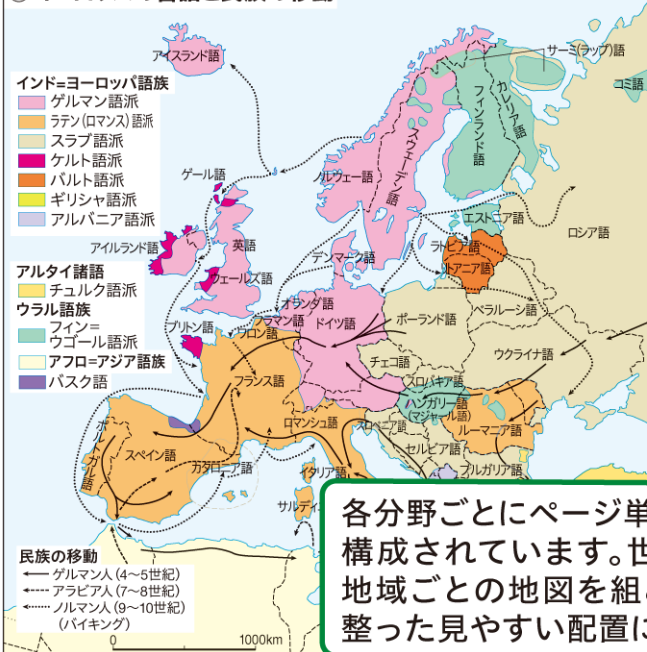 アイスランド語
サーミ(ラップ)語
コミ語
インド=ヨーロッパ語族
ゲルマン語派
ラテン(ロマンス)語派
スラブ語派
ケルト語派
バルト語派
ギリシャ語派
アルバニア語派
アルタイ諸語
チュルク語派
ウラル語族
フィン=
ウゴール語派
アフロ=アジア語族
バスク語
カレリア語
フィンランド語
スウェーデン語
ノルウェー語
ゲール語
エストニア語
ロシア語
ラトビア語
リトアニア語
アイルランド語
英語
デンマーク語
ウェールズ語
オランダ語
フラマン語
ワロン語
ドイツ語
ポーランド語
ベラルーシ語
ブルトン語
チェコ語
ウクライナ語
スロバキア語
フランス語
ハンガリー語
(マジャール語)
ロマンシュ語
スロベニア語
ルーマニア語
セルビア語
ブルガリア語
ポルトガル語
スペイン語
カタロニア語
イタリア語
サルディ
民族の移動
ゲルマン人(4〜5世紀)
アラビア人(7〜8世紀)
ノルマン人(9〜10世紀)
(バイキング)
0 1000km
各分野ごとにページ単
構成されています。世
地域ごとの地図を組
整った見やすい配置に